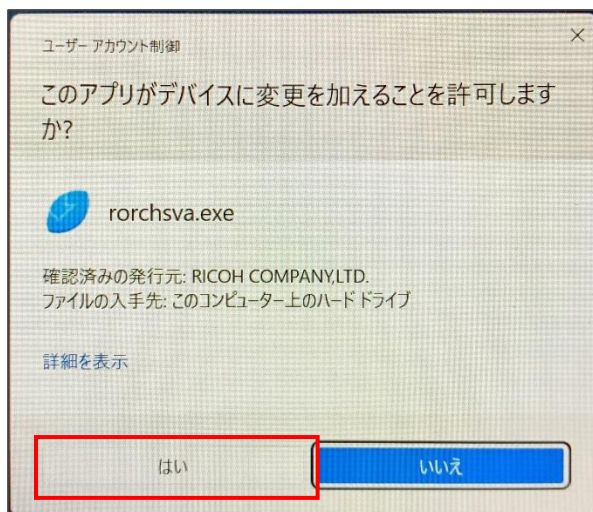 ユーザー アカウント制御
このアプリがデバイスに変更を加えることを許可します
か?
rorchsva.exe
確認済みの発行元: RICOH COMPANY,LTD.
ファイルの入手先: このコンピューター上のハード ドライブ
詳細を表示
はい
いいえ